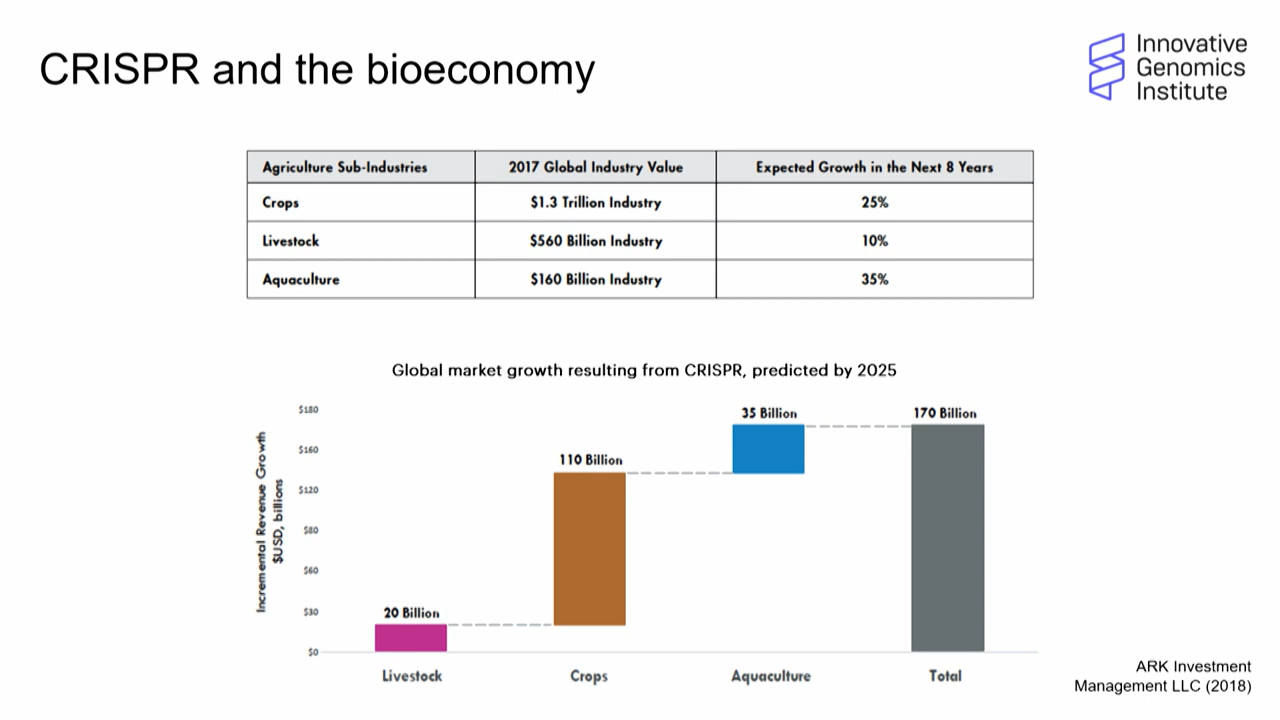 CRISPR and the bioeconomy
Innovative
Genomics
Institute
Agriculture Sub-Industries 2017 Global Industry Value Expected Growth in the Next 8 Years
Crops $1.3 Trillion Industry 25%
Livestock $560 Billion Industry 10%
Aquaculture $160 Billion Industry 35%
Global market growth resulting from CRISPR, predicted by 2025
Incremental Revenue Growth
$USD, billions
$180
$160
$120
$80
$60
$30
$0
20 Billion
110 Billion
35 Billion
170 Billion
Livestock Crops Aquaculture Total
ARK Investment
Management LLC (2018)